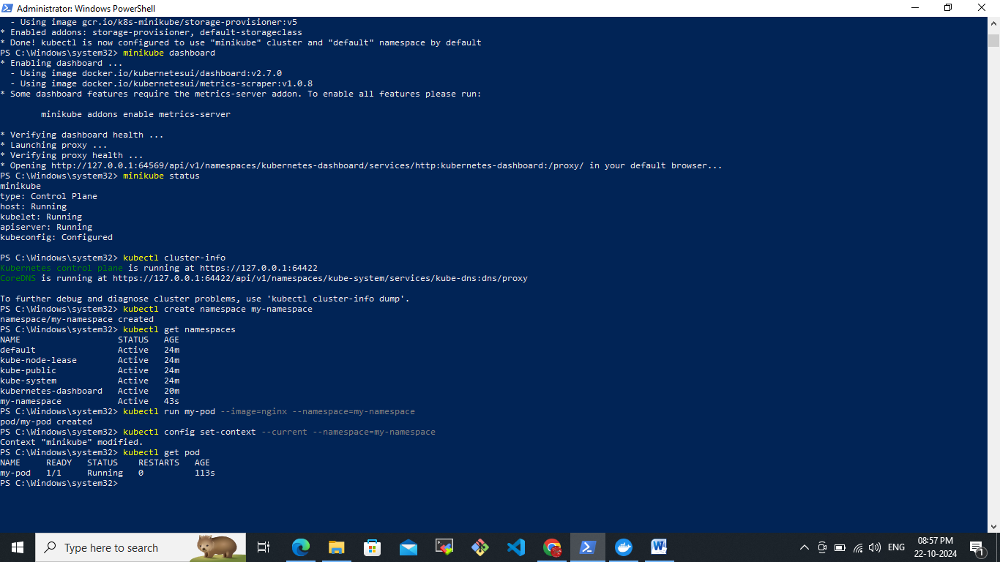 Administrator: Windows PowerShell
  - Using image gcr.io/k8s-minikube/storage-provisioner:v5
* Enabled addons: storage-provisioner, default-storageclass
* Done! kubectl is now configured to use "minikube" cluster and "default" namespace by default
PS C:\Windows\system32> minikube dashboard
* Enabling dashboard ...
  - Using image docker.io/kubernetesui/dashboard:v2.7.0
  - Using image docker.io/kubernetesui/metrics-scraper:v1.0.8
* Some dashboard features require the metrics-server addon. To enable all features please run:
        minikube addons enable metrics-server
* Verifying dashboard health ...
* Launching proxy ...
* Verifying proxy health ...
* Opening http://127.0.0.1:64569/api/v1/namespaces/kubernetes-dashboard/services/http:kubernetes-dashboard:/proxy/ in your default browser...
PS C:\Windows\system32> minikube status
minikube
type: Control Plane
host: Running
kubelet: Running
apiserver: Running
kubeconfig: Configured
PS C:\Windows\system32> kubectl cluster-info
Kubernetes control plane is running at https://127.0.0.1:64422
CoreDNS is running at https://127.0.0.1:64422/api/v1/namespaces/kube-system/services/kube-dns:dns/proxy
To further debug and diagnose cluster problems, use 'kubectl cluster-info dump'.
PS C:\Windows\system32> kubectl create namespace my-namespace
namespace/my-namespace created
PS C:\Windows\system32> kubectl get namespaces
NAME                   STATUS   AGE
default                Active   24m
kube-node-lease        Active   24m
kube-public            Active   24m
kube-system            Active   24m
kubernetes-dashboard   Active   20m
my-namespace           Active   43s
PS C:\Windows\system32> kubectl run my-pod --image=nginx --namespace=my-namespace
pod/my-pod created
PS C:\Windows\system32> kubectl config set-context --current --namespace=my-namespace
Context "minikube" modified.
PS C:\Windows\system32> kubectl get pod
NAME     READY   STATUS    RESTARTS   AGE
my-pod   1/1     Running   0          113s
PS C:\Windows\system32>
Type here to search
ENG
08:57 PM
22-10-2024
1